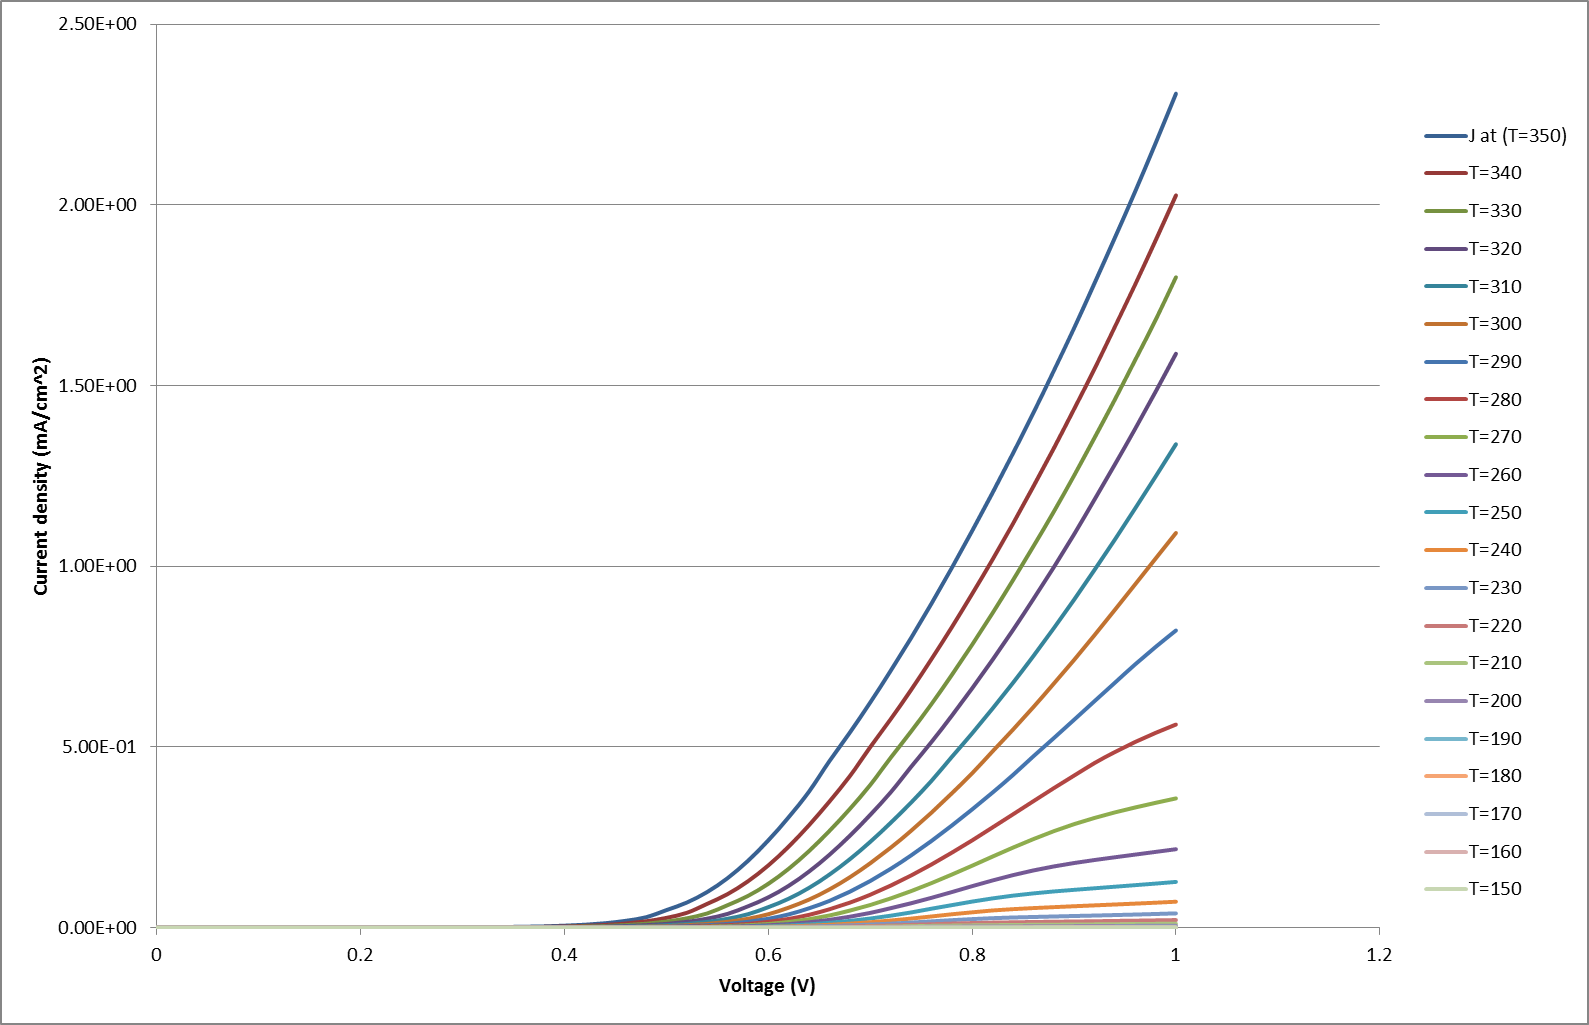 2.50E+00
2.00E+00
1.50E+00
1.00E+00
5.00E-01
0.00E+00
Current density (mA/cm^2)
0
0.2
0.4
0.6
0.8
1
1.2
Voltage (V)
J at (T=350)
T=340
T=330
T=320
T=310
T=300
T=290
T=280
T=270
T=260
T=250
T=240
T=230
T=220
T=210
T=200
T=190
T=180
T=170
T=160
T=150